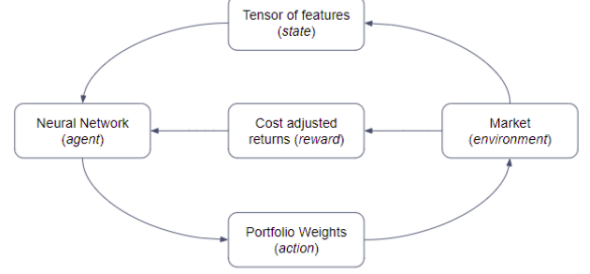 Tensor of features
(state)
Neural Network
(agent)
Cost adjusted
returns (reward)
Market
(environment)
Portfolio Weights
(action)